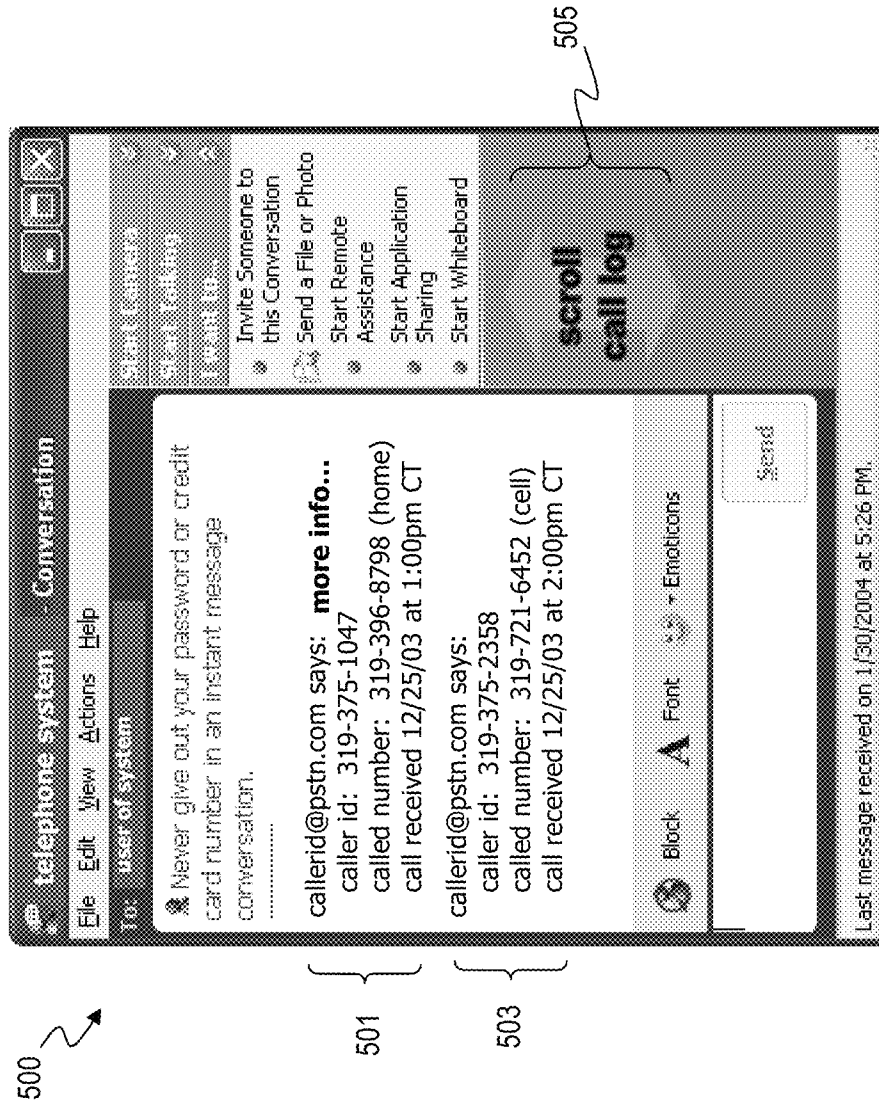 500
telephone system - Conversation
File Edit View Actions Help
To: user of system
Never give out your password or credit
card number in an instant message
conversation.
501
callerid@pstn.com says: more info...
caller id: 319-375-1047
called number: 319-396-8798 (home)
call received 12/25/03 at 1:00pm CT
503
callerid@pstn.com says:
caller id: 319-375-2358
called number: 319-721-6452 (cell)
call received 12/25/03 at 2:00pm CT
Block A Font Emoticons
Send
Last message received on 1/30/2004 at 5:26 PM.
Start Camera
Start Talking
I want to...
Invite Someone to
this Conversation
Send a File or Photo
Start Remote
Assistance
Start Application
Sharing
Start Whiteboard
scroll
call log
505